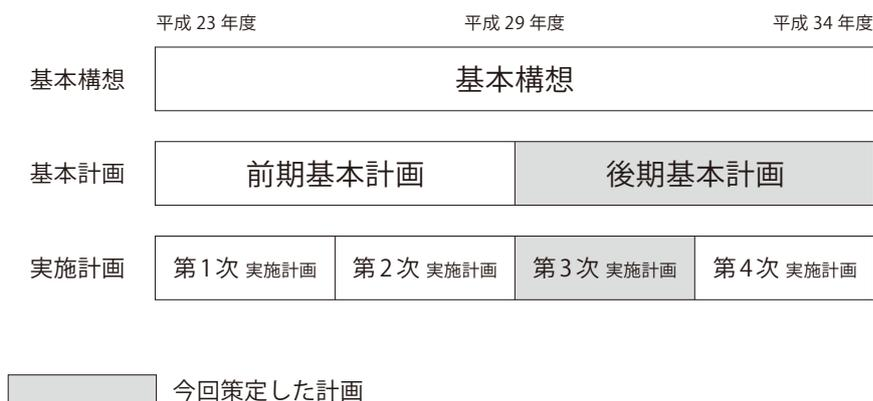 平成 23 年度 平成 29 年度 平成 34 年度
基本構想 基本構想
基本計画 前期基本計画 後期基本計画
実施計画 第1次 実施計画 第2次 実施計画 第3次 実施計画 第4次 実施計画
今回策定した計画